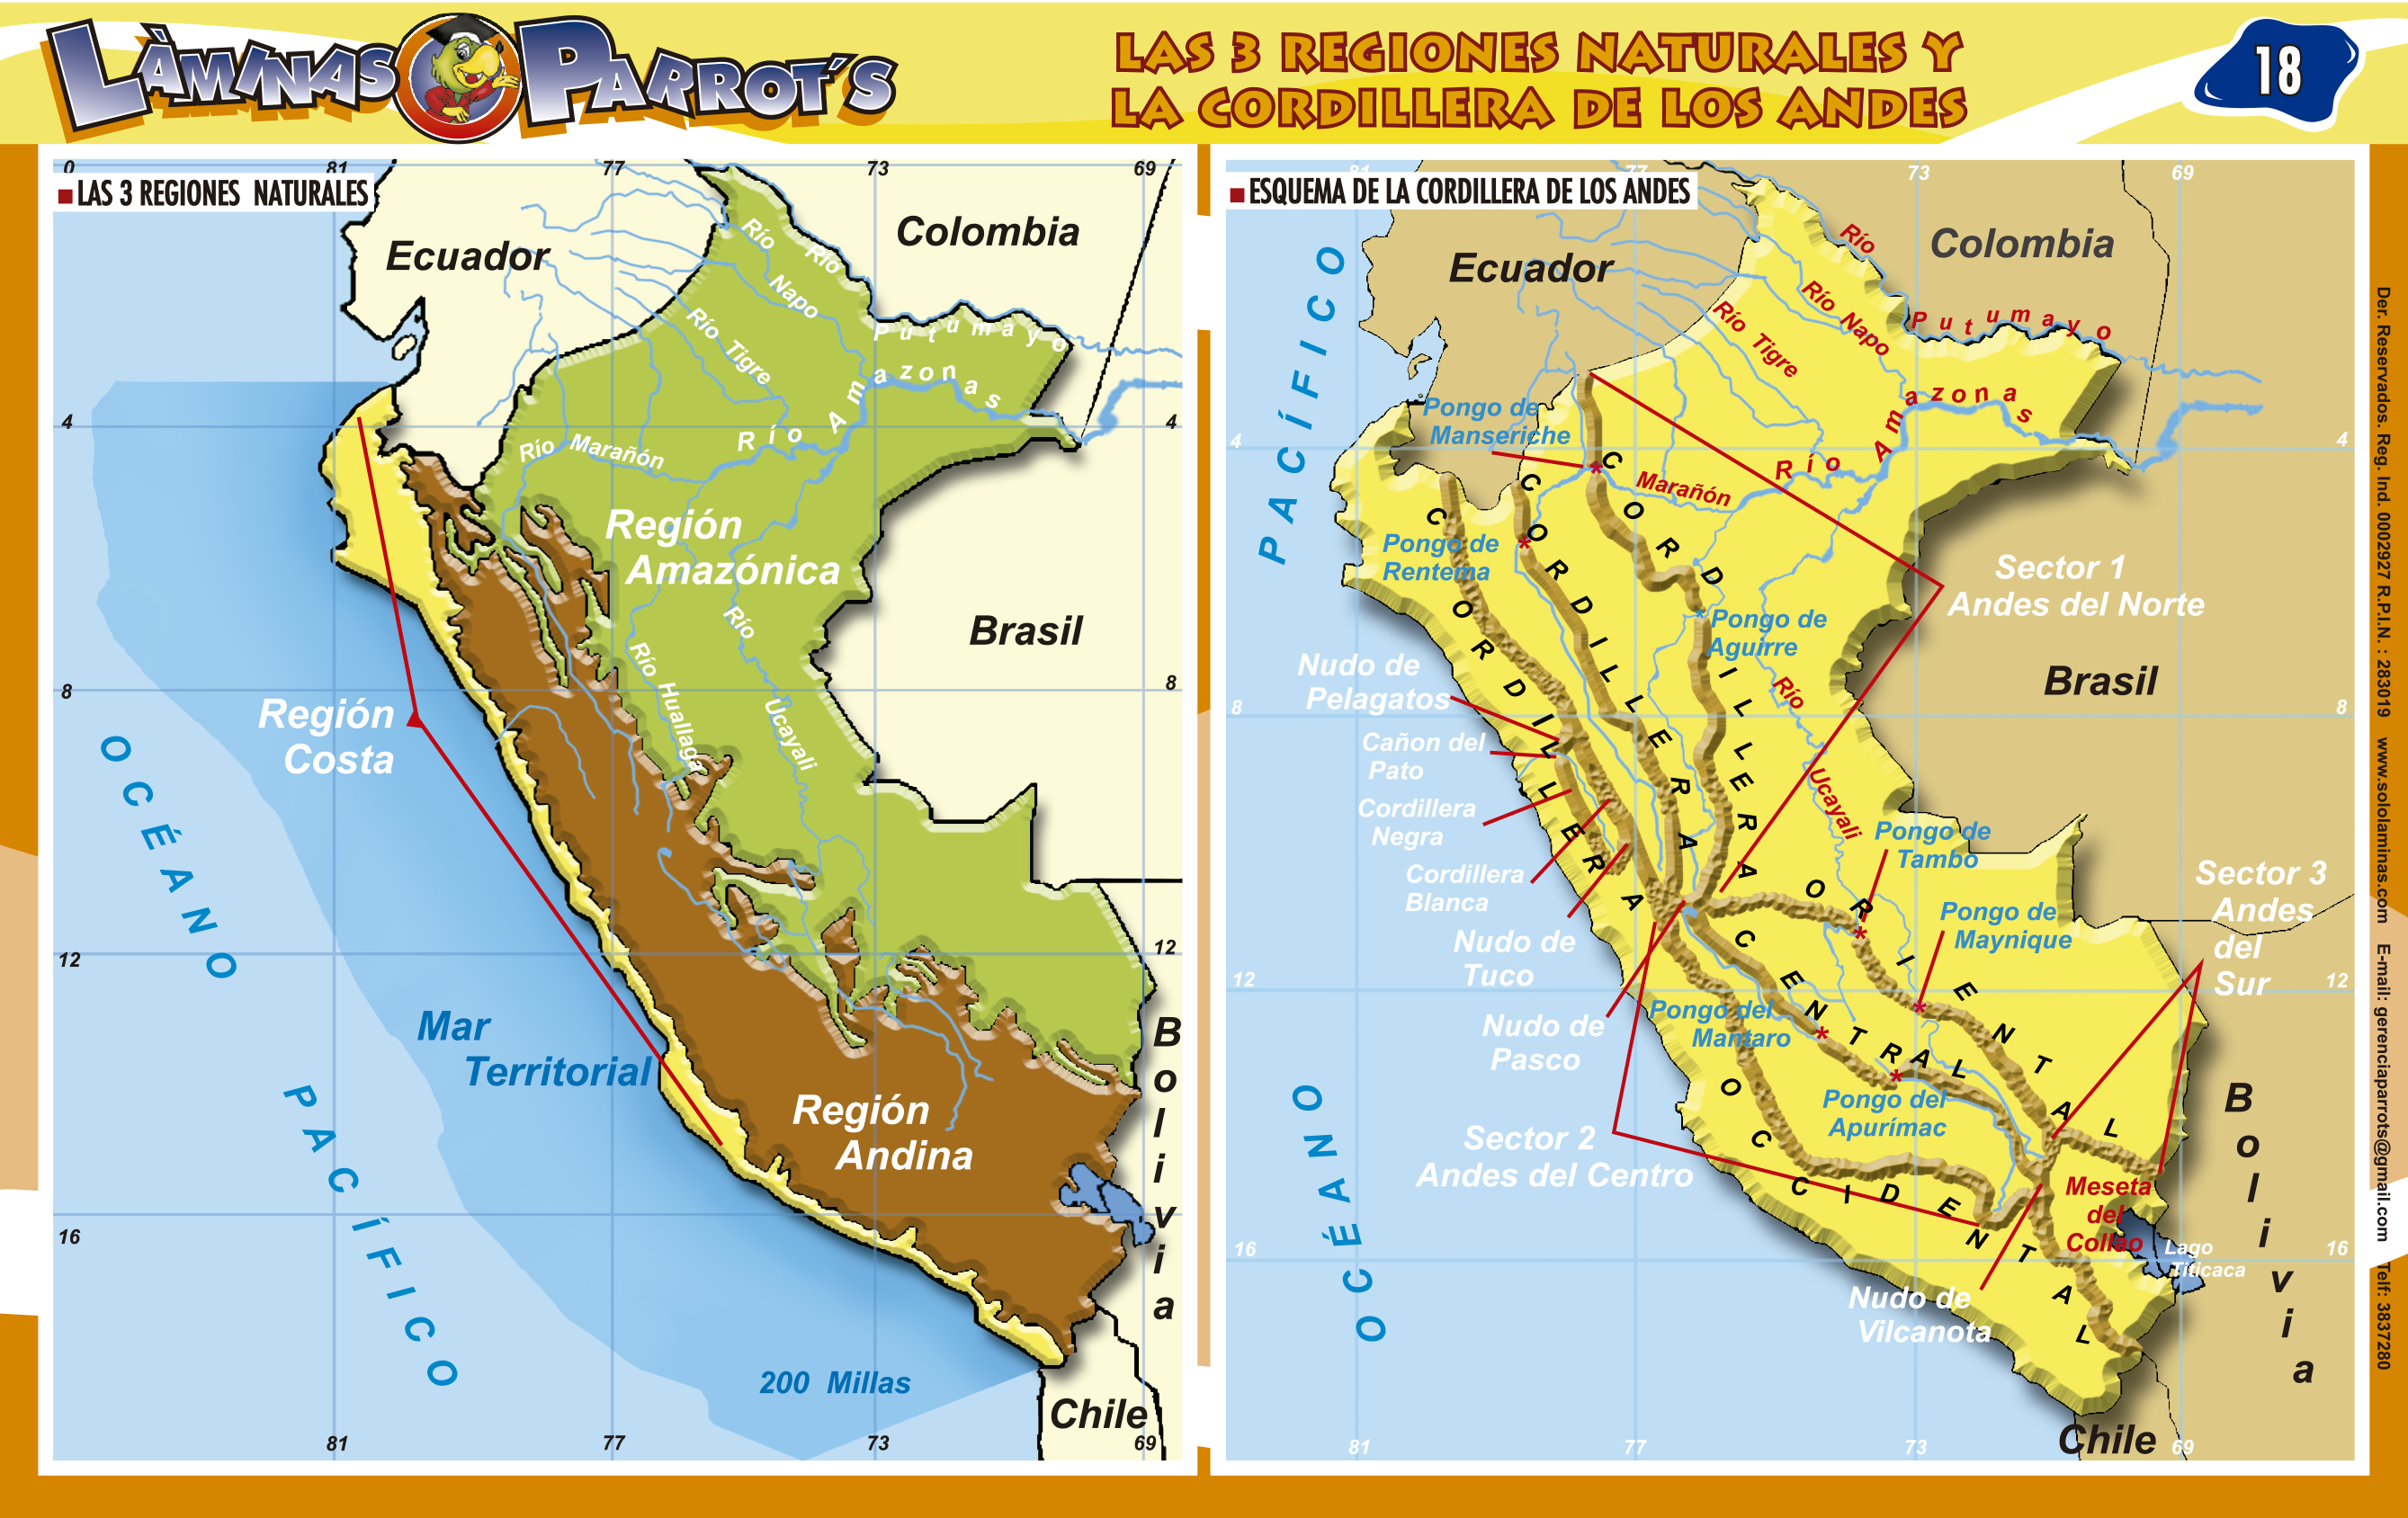 LÀMINAS PARROT´S
LAS 3 REGIONES NATURALES Y
LA CORDILLERA DE LOS ANDES
18
LAS 3 REGIONES NATURALES
0
81
77
73
69
Ecuador
Colombia
Río
Napo
Río
Putumayo
Río
Tigre
Río Amazonas
4
4
Río Marañón
Región
Amazónica
Brasil
Río
Huallaga
Río
Ucayali
8
8
Región
Costa
OCÉANO
PACÍFICO
12
12
Mar
Territorial
Región
Andina
Bolivia
16
200 Millas
Chile
81
77
73
69
ESQUEMA DE LA CORDILLERA DE LOS ANDES
81
77
73
69
PACÍFICO
Ecuador
Colombia
Río
Putumayo
Río
Napo
Río
Tigre
Río Amazonas
Pongo de
Manseriche
4
4
Marañón
Pongo de
Rentema
Sector 1
Andes del Norte
Pongo de
Aguirre
Nudo de
Pelagatos
Río
Ucayali
Brasil
8
8
Cañon del
Pato
Cordillera
Negra
Cordillera
Blanca
Nudo de
Tuco
Nudo de
Pasco
Pongo de
Tambo
Pongo de
Maynique
Sector 3
Andes
del
Sur
12
12
Pongo del
Mantaro
Pongo del
Apurímac
Sector 2
Andes del Centro
CORDILLERA
CORDILLERA
CORDILLERA
ORIENTAL
CENTRAL
OCCIDENTAL
Meseta
del
Collao
Lago
Titicaca
Nudo de
Vilcanota
16
16
OCÉANO
Bolivia
Chile
81
77
73
69
Der. Reservados. Reg. Ind. 0002927 R.P.I.N. : 283019 www.sololaminas.com E-mail: gerenciaparrots@gmail.com Telf: 3837280